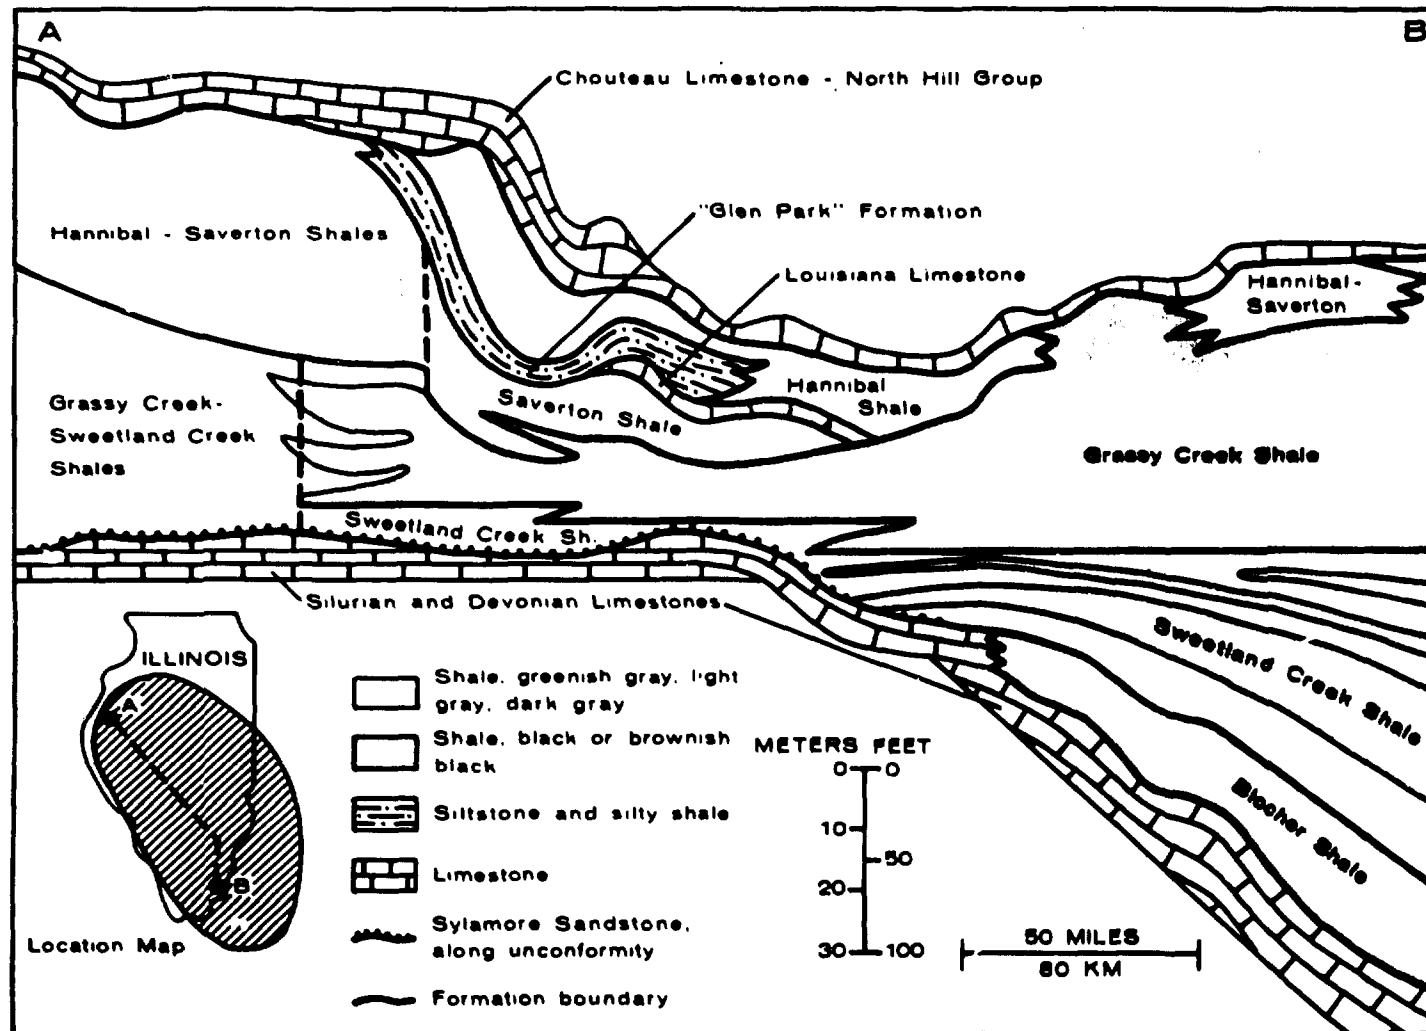 A
B
Chouteau Limestone - North Hill Group
"Glen Park" Formation
Hannibal - Saverton Shales
Louisiana Limestone
Hannibal-
Saverton
Hannibal
Shale
Saverton Shale
Grassy Creek-
Sweetland Creek
Shales
Grassy Creek Shale
Sweetland Creek Sh.
Silurian and Devonian Limestones
Sweetland Creek Shale
Blocher Shale
ILLINOIS
A
B
Location Map
Shale, greenish gray, light
gray, dark gray
Shale, black or brownish
black
Siltstone and silty shale
Limestone
Sylamore Sandstone,
along unconformity
Formation boundary
METERS FEET
0 0
10
50
20
30 100
50 MILES
80 KM